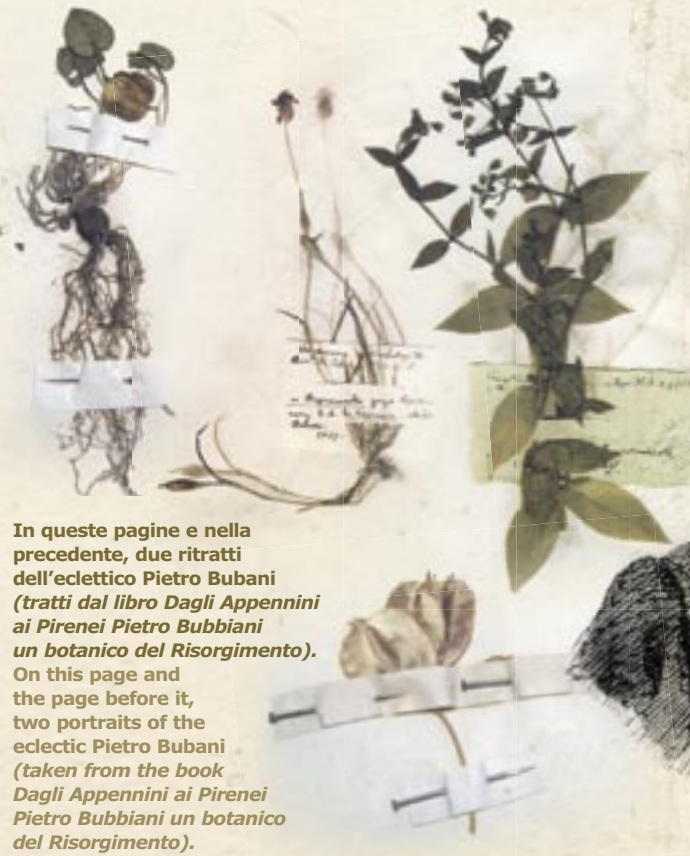 In queste pagine e nella
precedente, due ritratti
dell'eclettico Pietro Bubani
(tratti dal libro Dagli Appennini
ai Pirenei Pietro Bubbiani
un botanico del Risorgimento).
On this page and
the page before it,
two portraits of the
eclectic Pietro Bubani
(taken from the book
Dagli Appennini ai Pirenei
Pietro Bubbiani un botanico
del Risorgimento).